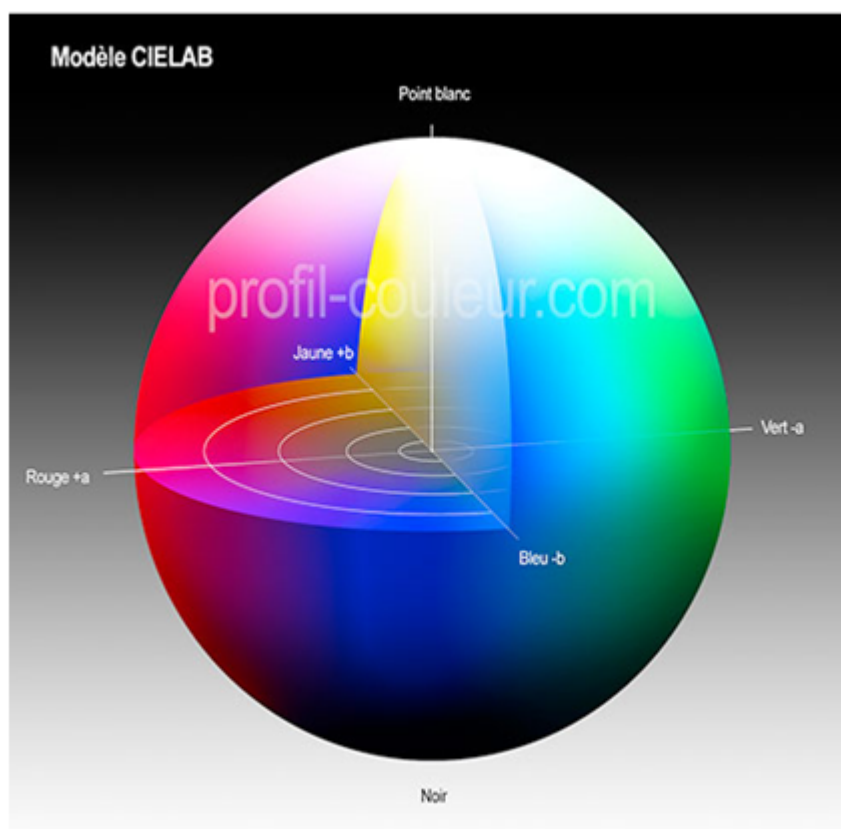 Modèle CIELAB
Point blanc
profil-couleur.com
Jaune +b
Vert -a
Rouge +a
Bleu -b
Noir